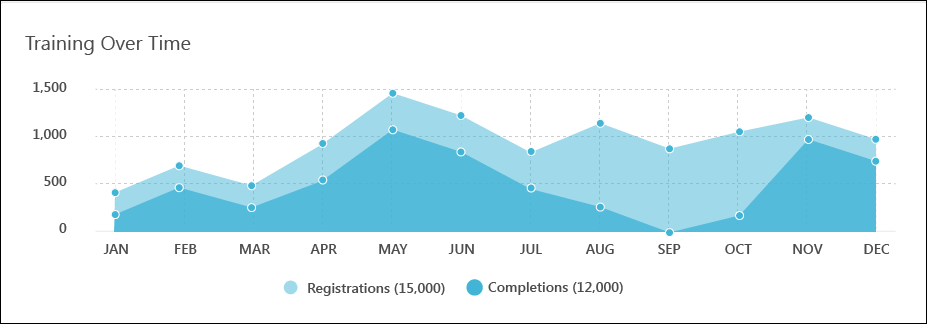 Training Over Time
1,500
1,000
500
0
JAN FEB MAR APR MAY JUN JUL AUG SEP OCT NOV DEC
Registrations (15,000) Completions (12,000)